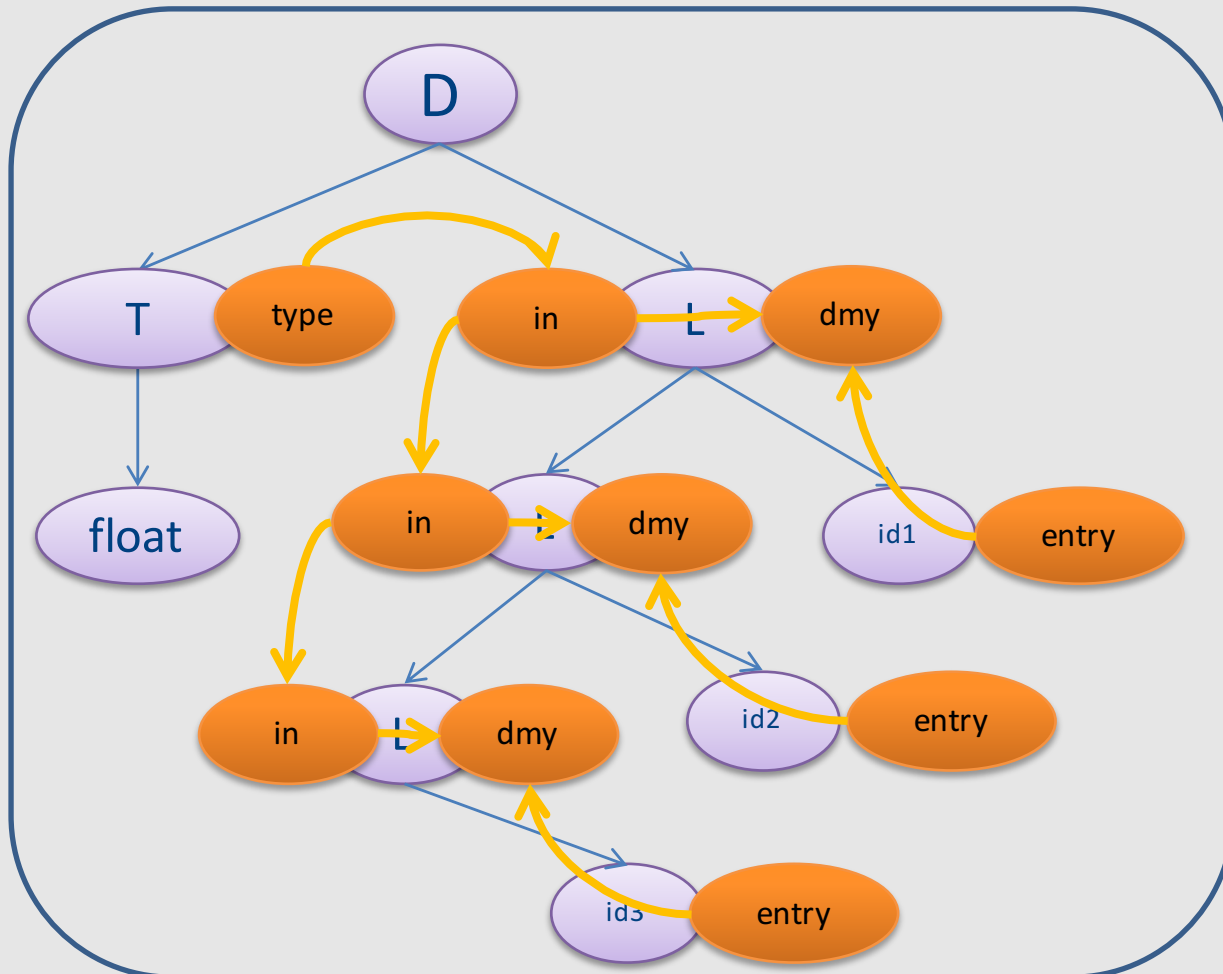 D
T
type
in
L
dmy
float
in
L
dmy
id1
entry
in
L
dmy
id2
entry
id3
entry